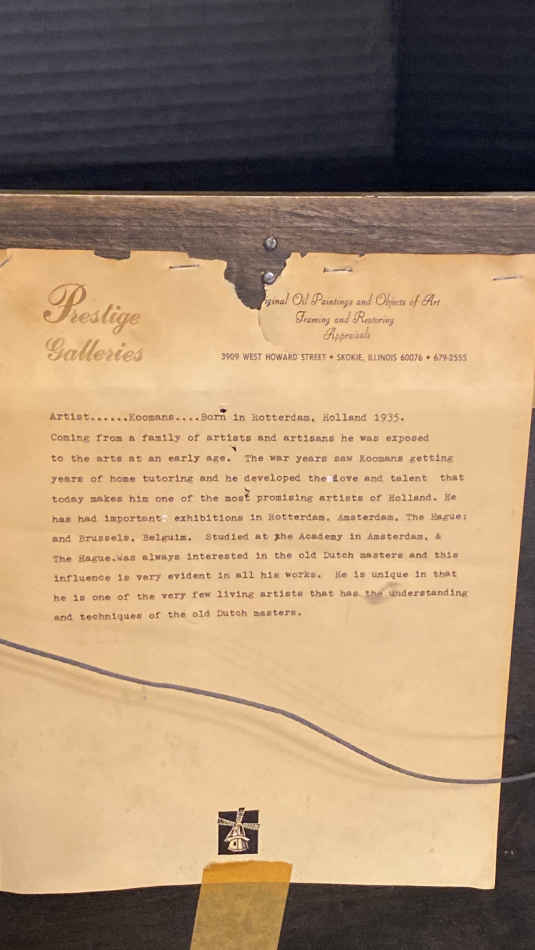 Prestige
Galleries
Original Oil Paintings and Objects of Art
Framing and Restoring
Appraisals
3909 WEST HOWARD STREET • SKOKIE, ILLINOIS 60076 • 679-2555
Artist......Koomans....Born in Rotterdam, Holland 1935.
Coming from a family of artists and artisans he was exposed
to the arts at an early age. The war years saw Koomans getting
years of home tutoring and he developed the love and talent that
today makes him one of the most promising artists of Holland. He
has had important exhibitions in Rotterdam, Amsterdam, The Hague;
and Brussels, Belguim. Studied at the Academy in Amsterdam, &
The Hague.Was always interested in the old Dutch masters and this
influence is very evident in all his works. He is unique in that
he is one of the very few living artists that has the understanding
and techniques of the old Dutch masters.